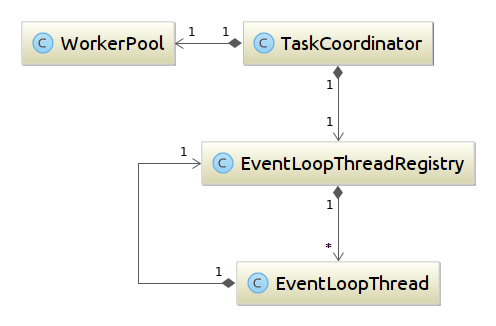 C WorkerPool 1 1 C TaskCoordinator
1
1
1 C EventLoopThreadRegistry
1
*
1 C EventLoopThread